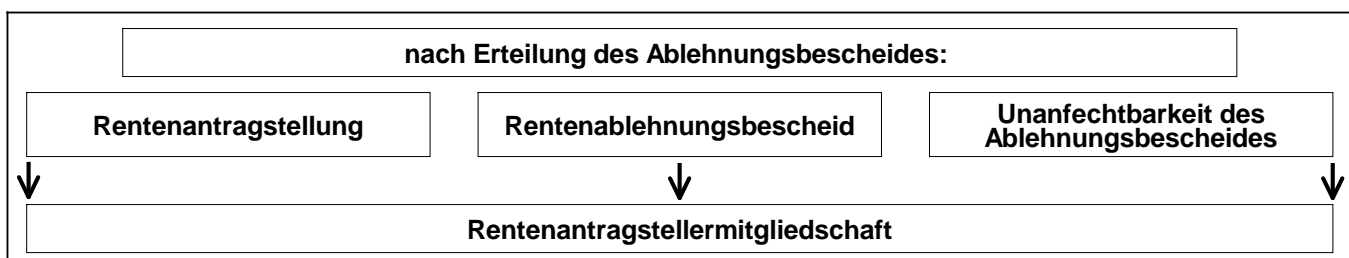 nach Erteilung des Ablehnungsbescheides:
Rentenantragstellung
Rentenablehnungsbescheid
Unanfechtbarkeit des
Ablehnungsbescheides
Rentenantragstellermitgliedschaft